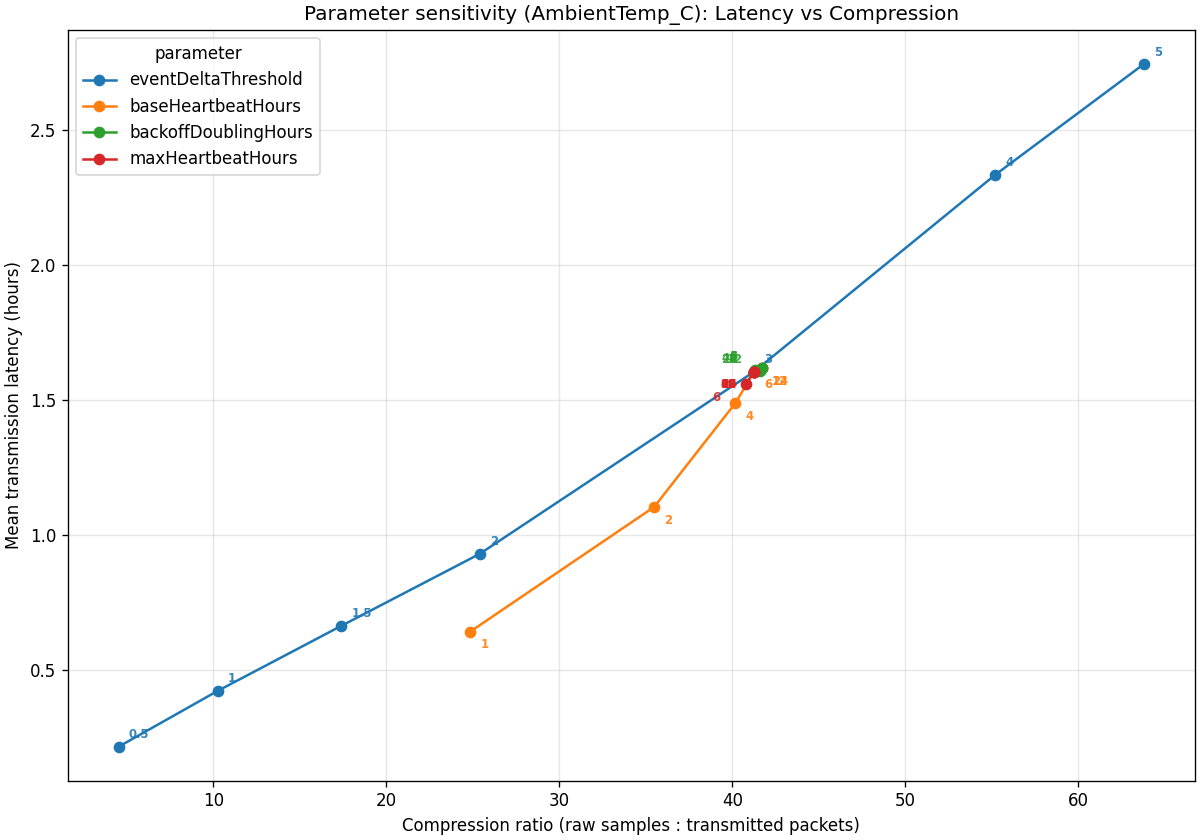 Parameter sensitivity (AmbientTemp_C): Latency vs Compression
parameter
eventDeltaThreshold
baseHeartbeatHours
backoffDoublingHours
maxHeartbeatHours
Mean transmission latency (hours)
2.5
2.0
1.5
1.0
0.5
5
4
3
2
1.5
1
0.5
6
4
2
1
6
10
20
30
40
50
60
Compression ratio (raw samples : transmitted packets)